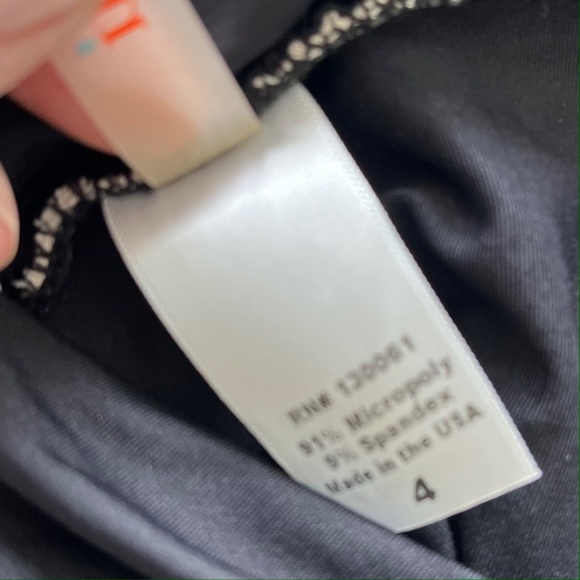 RN# 130061
91% Micropoly
9% Spandex
Made in the USA
4